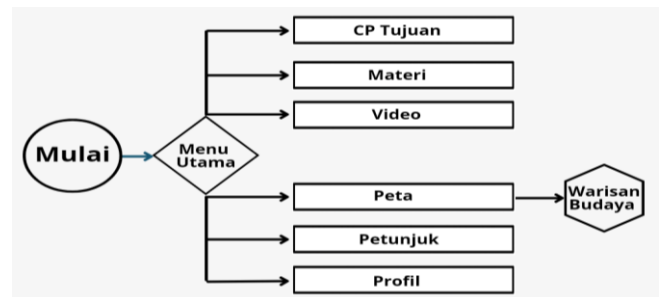 Mulai
Menu
Utama
CP Tujuan
Materi
Video
Peta
Petunjuk
Profil
Warisan
Budaya